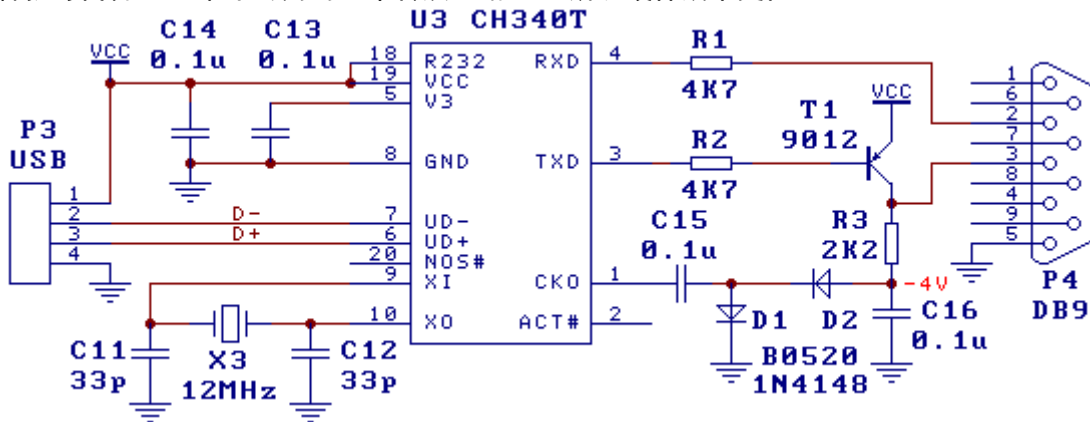 U3 CH340T
C14
0.1u
C13
0.1u
VCC
18 R232
19 VCC
5 V3
8 GND
7 UD-
6 UD+
20 NOS#
9 XI
10 XO
RXD 4
TXD 3
CKO 1
ACT# 2
P3
USB
1
2
3
4
D-
D+
C11
33p
X3
12MHz
C12
33p
R1
4K7
R2
4K7
T1
9012
VCC
C15
0.1u
R3
2K2
-4V
D1
D2
B0520
1N4148
C16
0.1u
1
6
2
7
3
8
4
9
5
P4
DB9